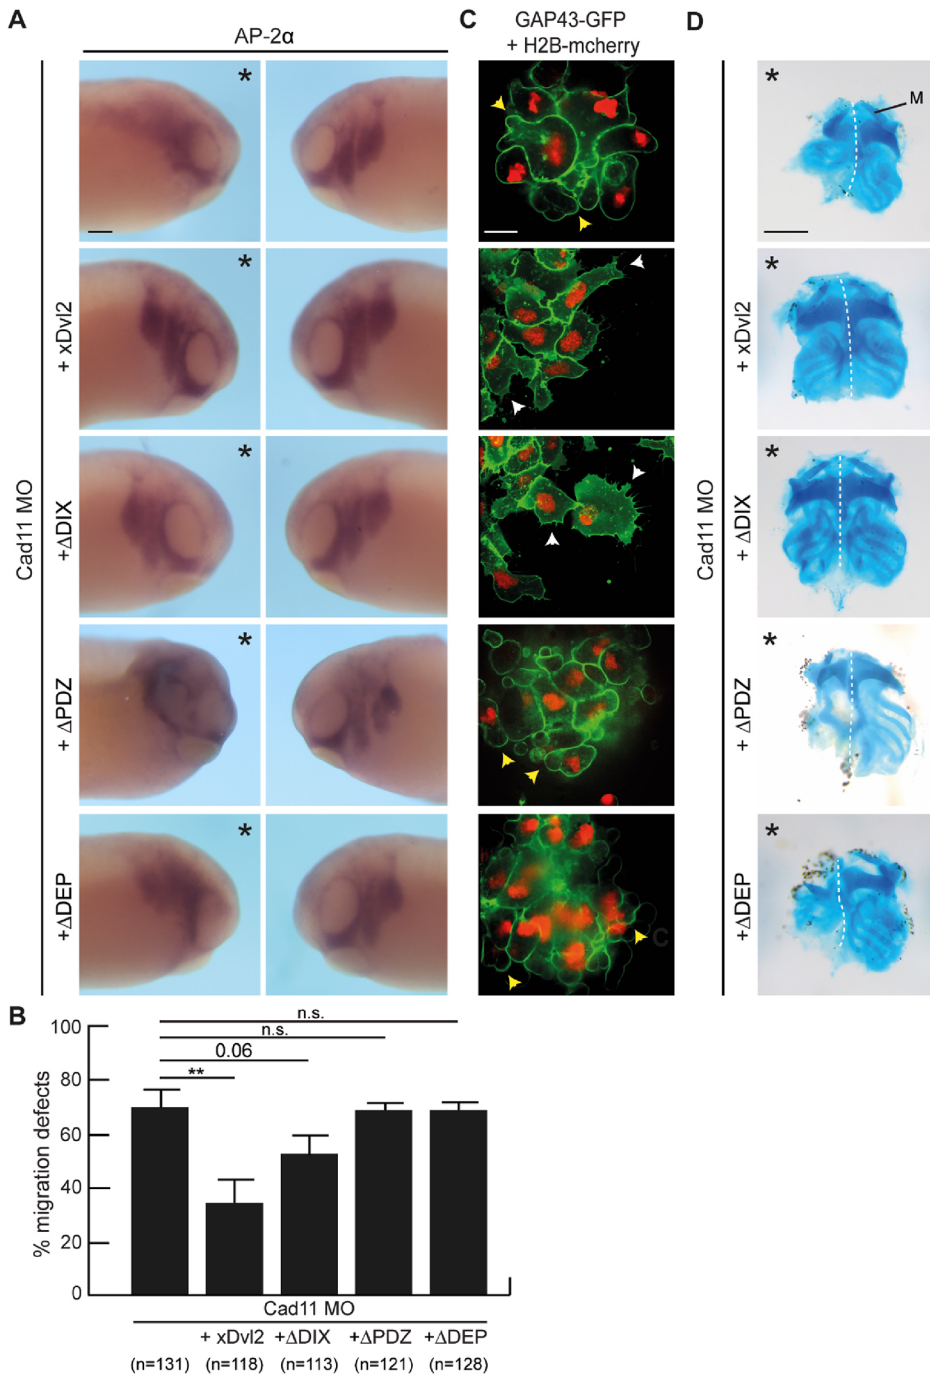 A
AP-2α
C
GAP43-GFP
+ H2B-mcherry
D
Cad11 MO
*
*
M
+ xDvl2
*
+ xDvl2
*
+ΔDIX
*
Cad11 MO
+ ΔDIX
*
+ ΔPDZ
*
+ ΔPDZ
*
+ΔDEP
*
C
+ΔDEP
*
B
% migration defects
100
80
60
40
20
0
n.s.
n.s.
0.06
**
Cad11 MO
+ xDvl2 +ΔDIX +ΔPDZ +ΔDEP
(n=131) (n=118) (n=113) (n=121) (n=128)